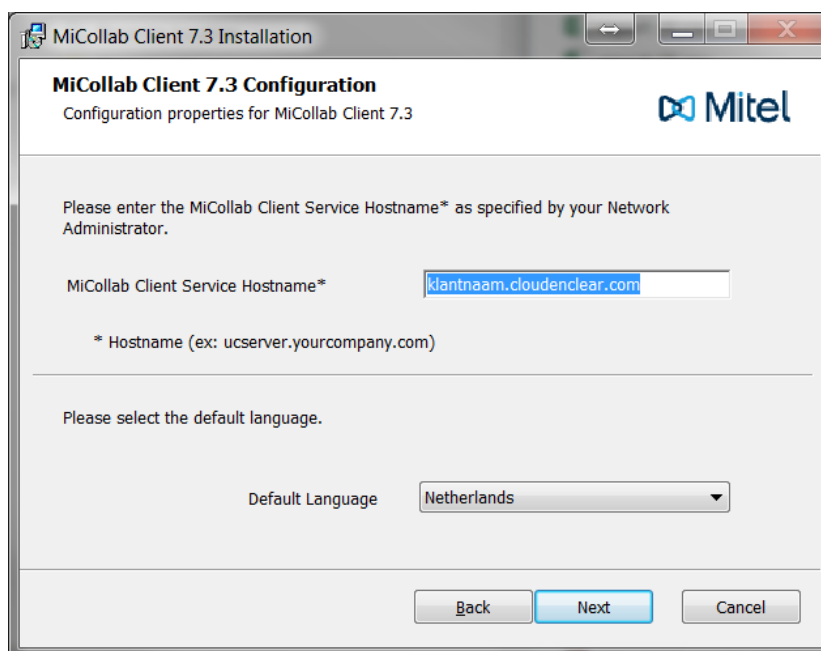 MiCollab Client 7.3 Installation
MiCollab Client 7.3 Configuration
Configuration properties for MiCollab Client 7.3
Mitel
Please enter the MiCollab Client Service Hostname* as specified by your Network
Administrator.
MiCollab Client Service Hostname*
klantnaam.cloudenclear.com
* Hostname (ex: ucserver.yourcompany.com)
Please select the default language.
Default Language
Netherlands
Back
Next
Cancel